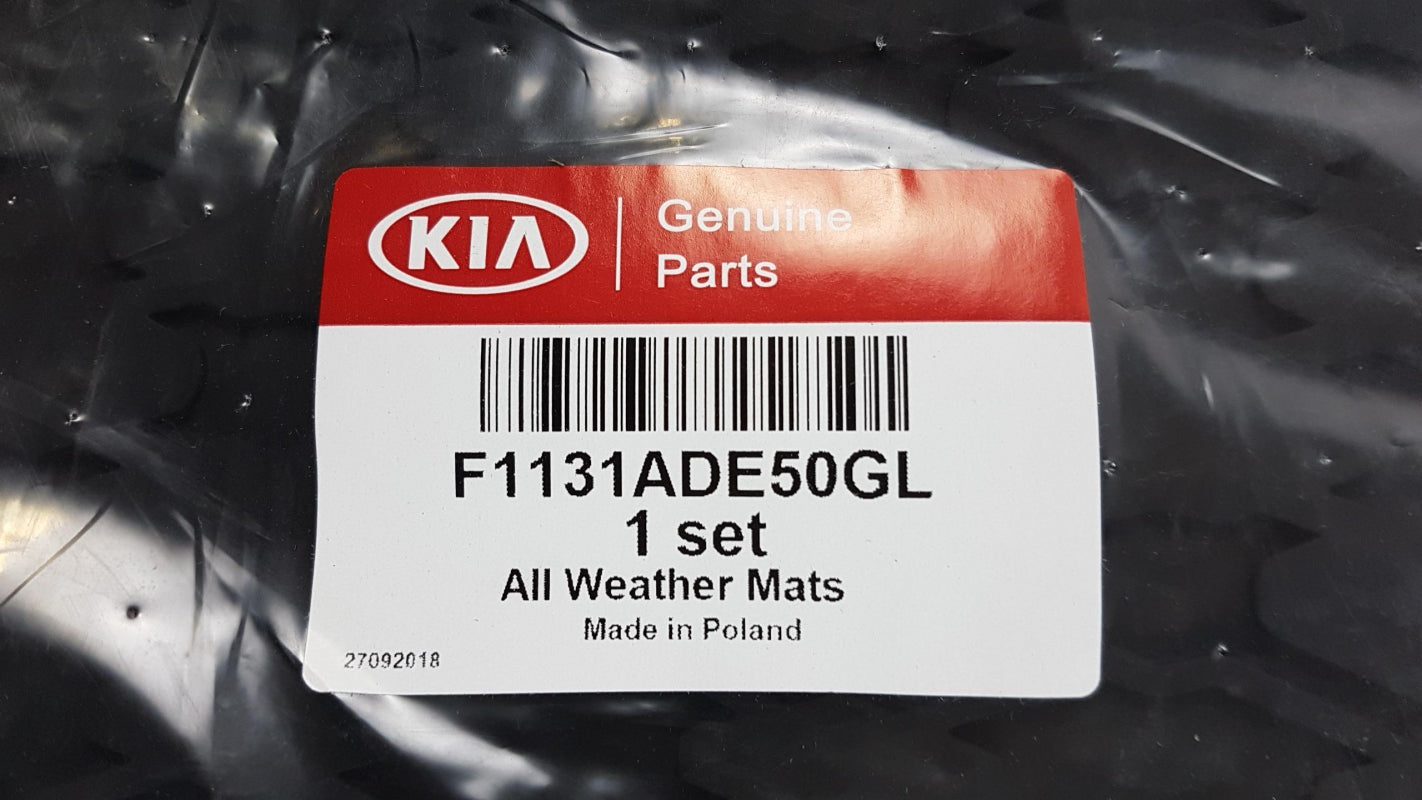 KIA
Genuine
Parts
F1131ADE50GL
1 set
All Weather Mats
Made in Poland
27092018